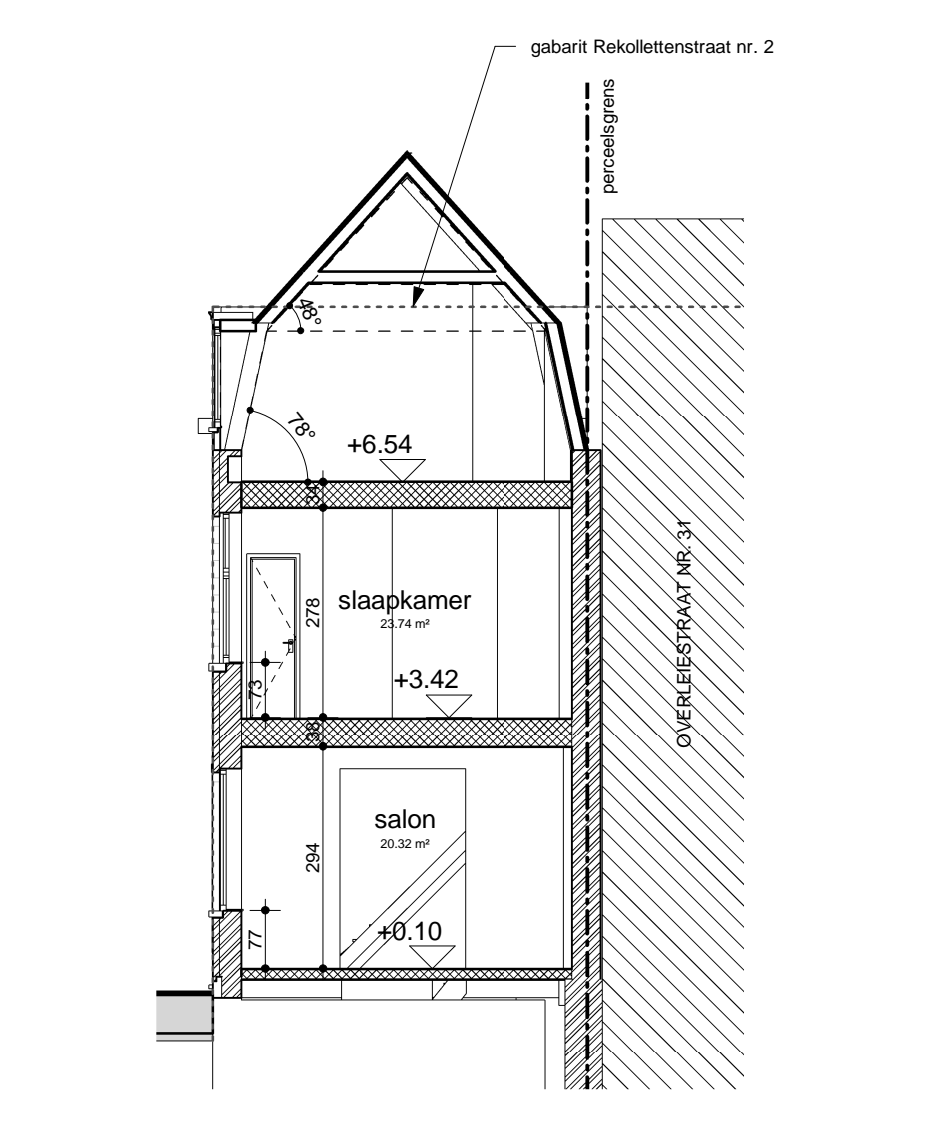 gabarit Rekollettenstraat nr. 2
perceelsgrens
48°
78°
+6.54
34
278
slaapkamer
23.74 m²
OVERLEIESTRAAT NR. 31
73
+3.42
38
salon
20.32 m²
294
+0.10
77